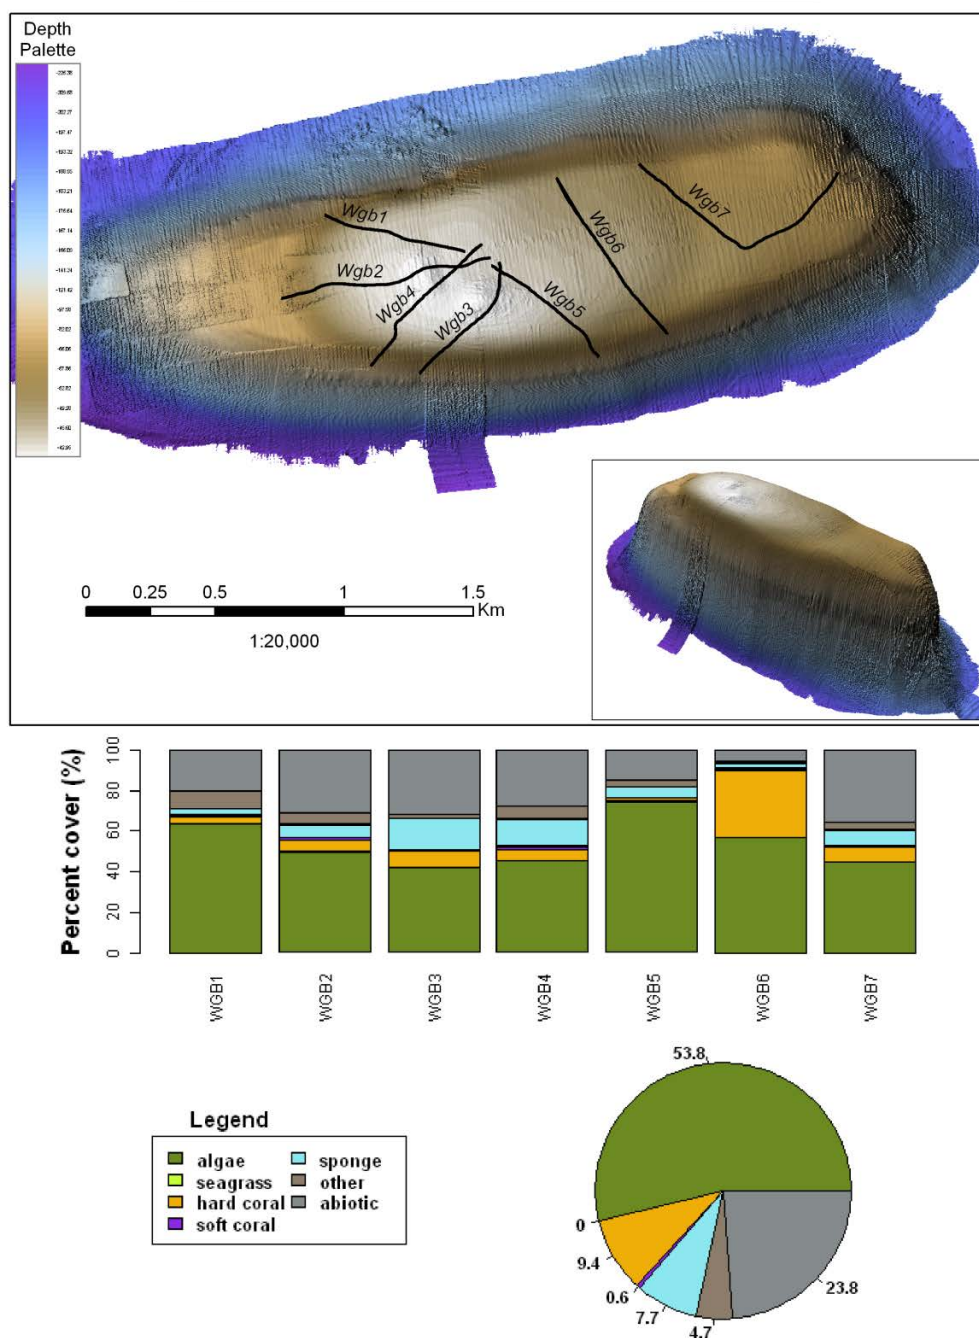 Depth
Palette
Wgb1
Wgb2
Wgb4
Wgb3
Wgb5
Wgb6
Wgb7
0 0.25 0.5 1 1.5
Km
1:20,000
Percent cover (%)
0 20 40 60 80 100
WGB1 WGB2 WGB3 WGB4 WGB5 WGB6 WGB7
Legend
algae sponge
seagrass other
hard coral abiotic
soft coral
53.8
0
9.4
0.6
7.7
4.7
23.8